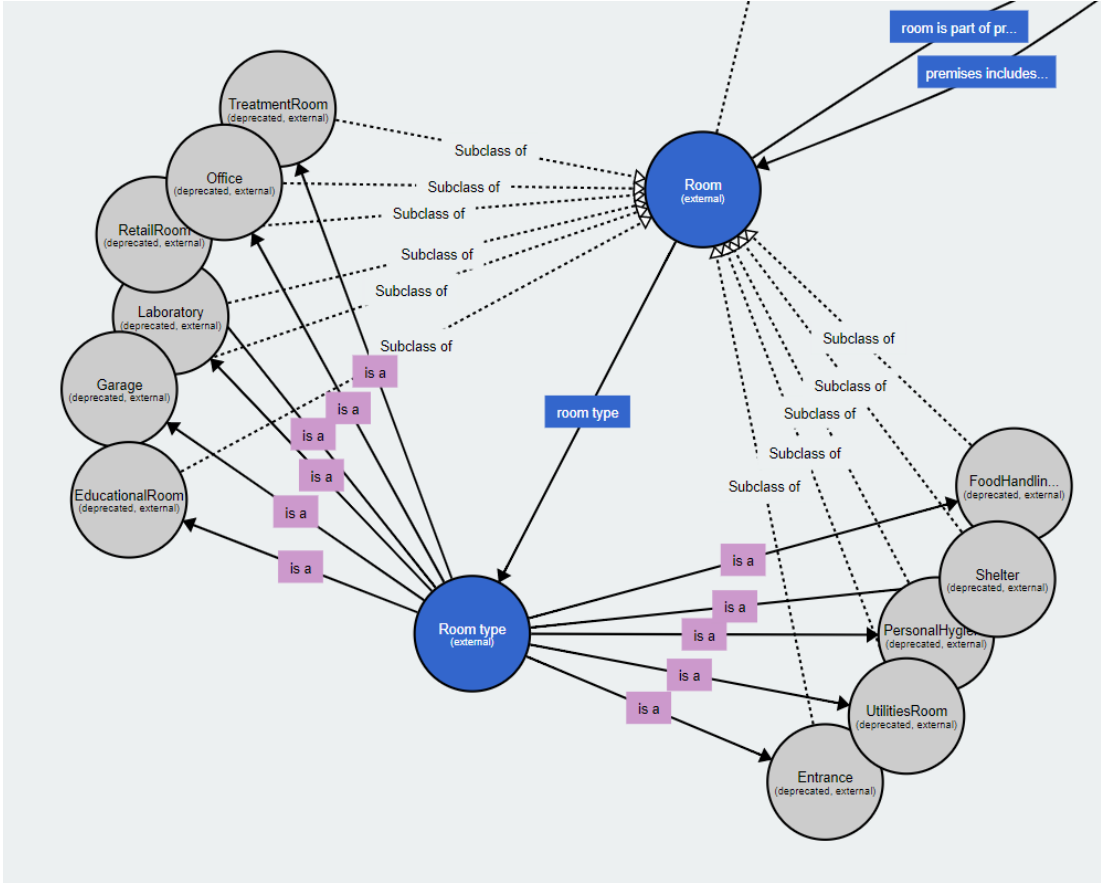 room is part of pr...
premises includes...
TreatmentRoom
(deprecated, external)
Subclass of
Office
(deprecated, external)
Subclass of
Room
(external)
RetailRoom
(deprecated, external)
Subclass of
Subclass of
Laboratory
(deprecated, external)
Subclass of
Subclass of
Subclass of
Garage
(deprecated, external)
is a
is a
is a
is a
is a
is a
room type
Subclass of
Subclass of
Subclass of
Subclass of
EducationalRoom
(deprecated, external)
FoodHandlin...
(deprecated, external)
is a
Shelter
(deprecated, external)
is a
is a
Room type
(external)
PersonalHygie
(deprecated, external)
is a
is a
UtilitiesRoom
(deprecated, external)
Entrance
(deprecated, external)